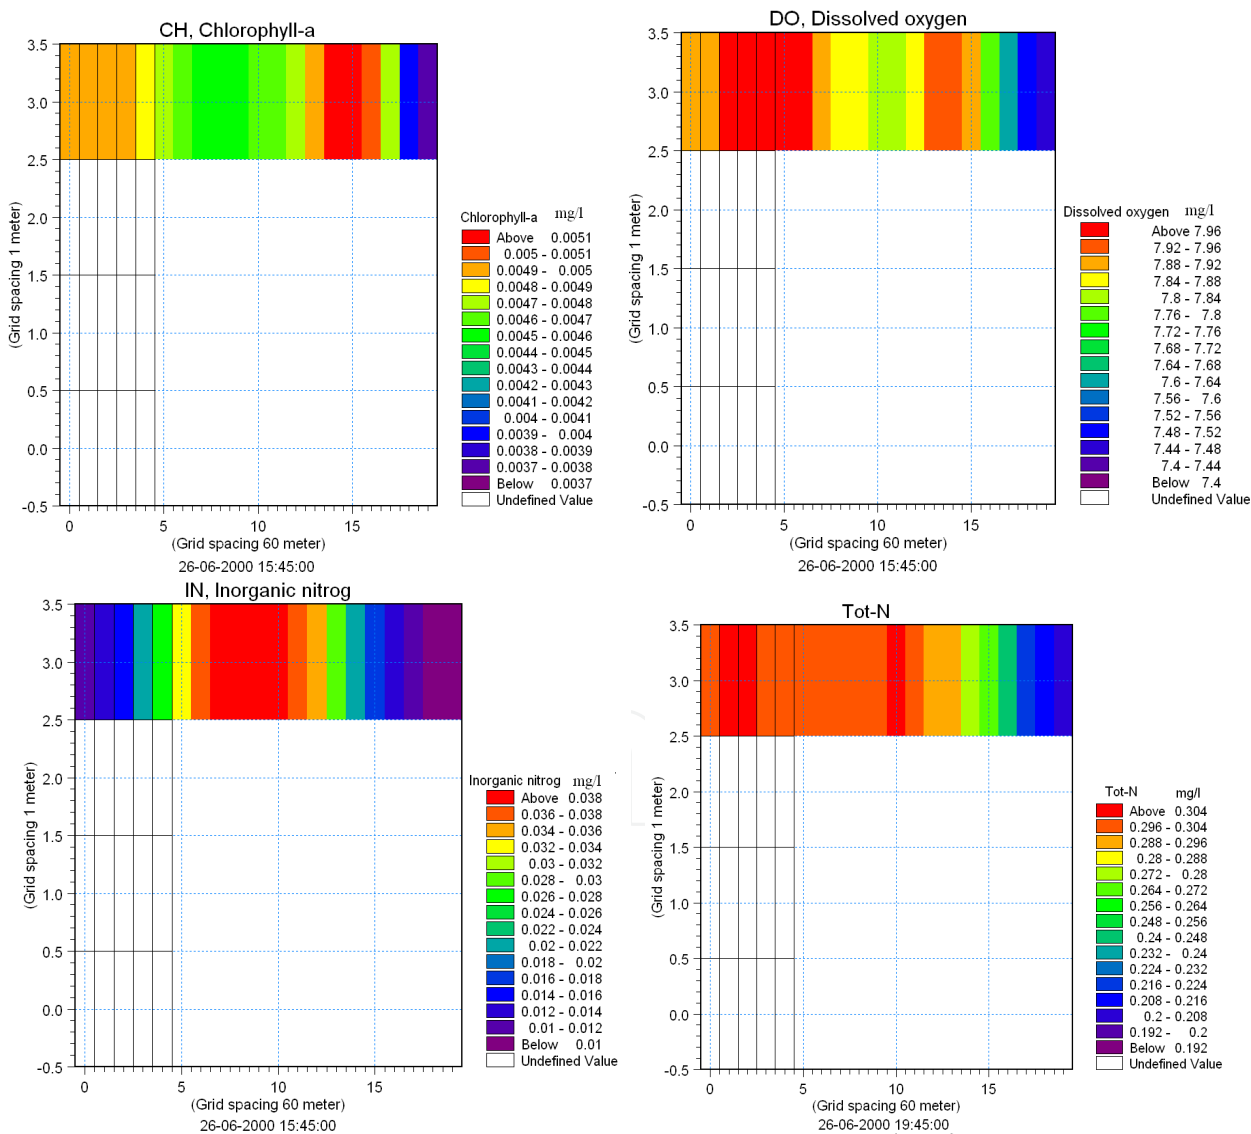 CH, Chlorophyll-a
3.5
3.0
2.5
2.0
1.5
1.0
0.5
0.0
-0.5
(Grid spacing 1 meter)
0 5 10 15
(Grid spacing 60 meter)
26-06-2000 15:45:00
Chlorophyll-a mg/l
Above 0.0051
0.005 - 0.0051
0.0049 - 0.005
0.0048 - 0.0049
0.0047 - 0.0048
0.0046 - 0.0047
0.0045 - 0.0046
0.0044 - 0.0045
0.0043 - 0.0044
0.0042 - 0.0043
0.0041 - 0.0042
0.004 - 0.0041
0.0039 - 0.004
0.0038 - 0.0039
0.0037 - 0.0038
Below 0.0037
Undefined Value
DO, Dissolved oxygen
3.5
3.0
2.5
2.0
1.5
1.0
0.5
0.0
-0.5
(Grid spacing 1 meter)
0 5 10 15
(Grid spacing 60 meter)
26-06-2000 15:45:00
Dissolved oxygen mg/l
Above 7.96
7.92 - 7.96
7.88 - 7.92
7.84 - 7.88
7.8 - 7.84
7.76 - 7.8
7.72 - 7.76
7.68 - 7.72
7.64 - 7.68
7.6 - 7.64
7.56 - 7.6
7.52 - 7.56
7.48 - 7.52
7.44 - 7.48
7.4 - 7.44
Below 7.4
Undefined Value
IN, Inorganic nitrog
3.5
3.0
2.5
2.0
1.5
1.0
0.5
0.0
-0.5
(Grid spacing 1 meter)
0 5 10 15
(Grid spacing 60 meter)
26-06-2000 15:45:00
Inorganic nitrog mg/l
Above 0.038
0.036 - 0.038
0.034 - 0.036
0.032 - 0.034
0.03 - 0.032
0.028 - 0.03
0.026 - 0.028
0.024 - 0.026
0.022 - 0.024
0.02 - 0.022
0.018 - 0.02
0.016 - 0.018
0.014 - 0.016
0.012 - 0.014
0.01 - 0.012
Below 0.01
Undefined Value
Tot-N
3.5
3.0
2.5
2.0
1.5
1.0
0.5
0.0
-0.5
(Grid spacing 1 meter)
0 5 10 15
(Grid spacing 60 meter)
26-06-2000 19:45:00
Tot-N mg/l
Above 0.304
0.296 - 0.304
0.288 - 0.296
0.28 - 0.288
0.272 - 0.28
0.264 - 0.272
0.256 - 0.264
0.248 - 0.256
0.24 - 0.248
0.232 - 0.24
0.224 - 0.232
0.216 - 0.224
0.208 - 0.216
0.2 - 0.208
0.192 - 0.2
Below 0.192
Undefined Value